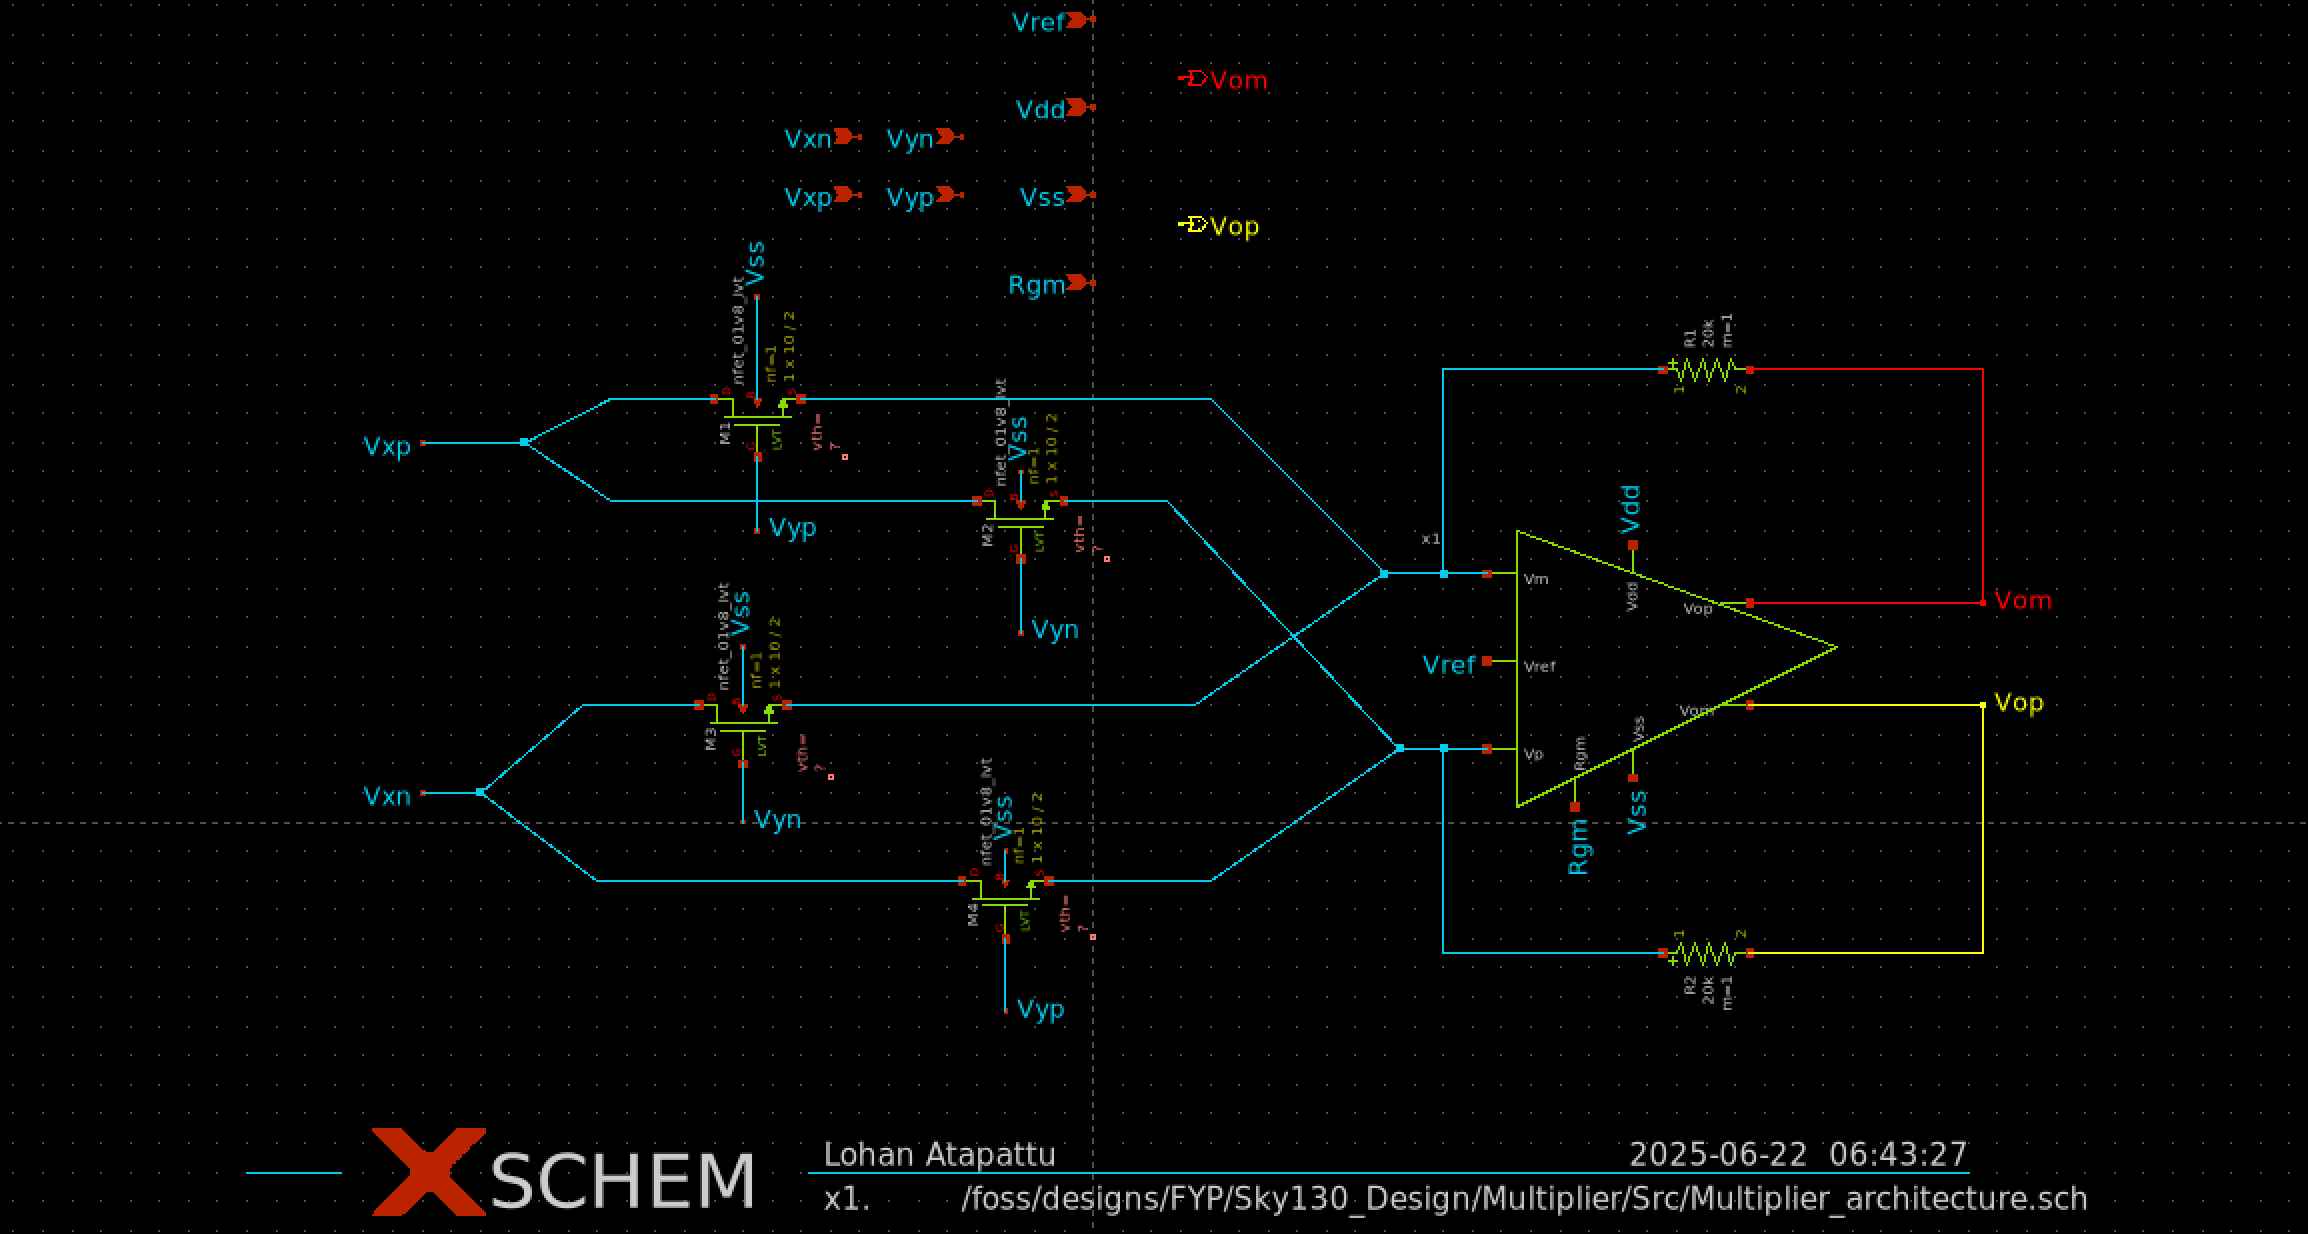 Vref
Vom
Vdd
Vxn Vyn
Vxp Vyp Vss
Vop
Rgm
Vss
nfet_01v8_lvt
nf=1
1 x 10 / 2
D B S
M1
G
LVT
vth=
?
Vxp
Vyp
nfet_01v8_lvt
Vss
nf=1
1 x 10 / 2
D B S
M2
G
LVT
vth=
?
Vyn
nfet_01v8_lvt
Vss
nf=1
1 x 10 / 2
D B S
M3
G
LVT
vth=
?
Vxn
Vyn
nfet_01v8_lvt
Vss
nf=1
1 x 10 / 2
D B S
M4
G
LVT
vth=
?
Vyp
R1
20k
m=1
+
1 2
x1
Vdd
Vm
Vdd
Vop
Vom
Vref
Vref
Vop
Vom
Vp
Rgm
Vss
Vss
Rgm
1 2
+
R2
20k
m=1
XSCHEM
Lohan Atapattu 2025-06-22 06:43:27
x1. /foss/designs/FYP/Sky130_Design/Multiplier/Src/Multiplier_architecture.sch